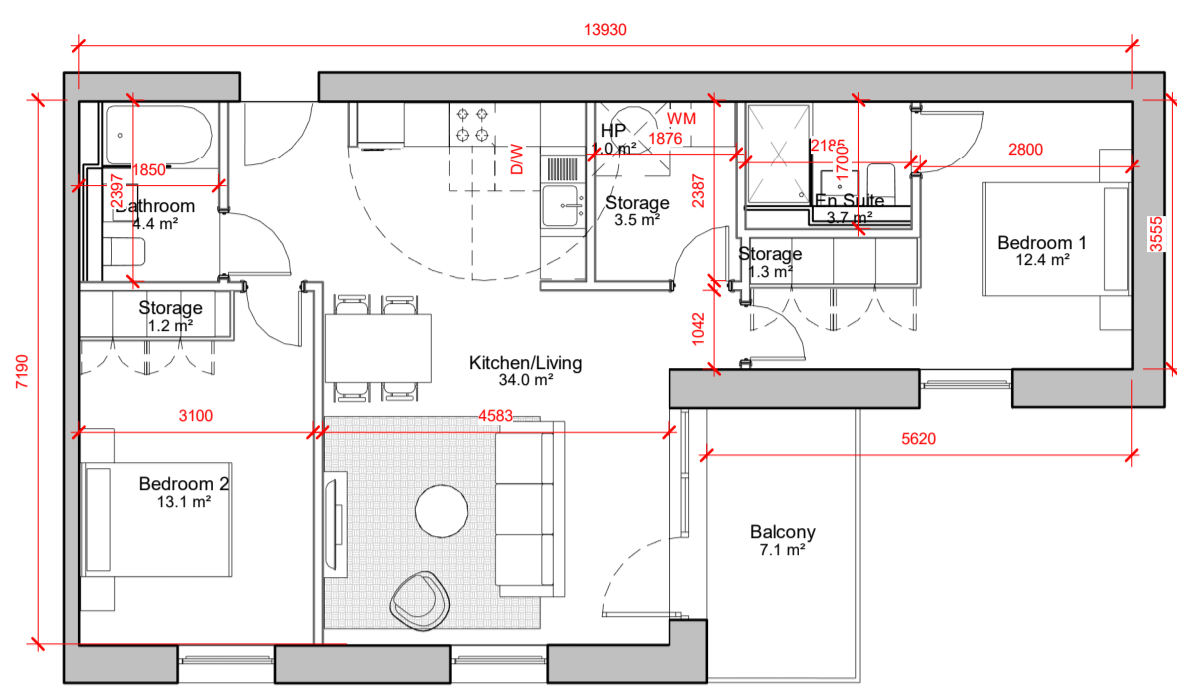 13930
HP
1.0 m²
WM
1876
D/W
1850
2397
Bathroom
4.4 m²
Storage
3.5 m²
2387
2185
1700
En Suite
3.7 m²
2800
Bedroom 1
12.4 m²
3555
Storage
1.3 m²
Storage
1.2 m²
1042
7190
Kitchen/Living
34.0 m²
3100
4583
5620
Bedroom 2
13.1 m²
Balcony
7.1 m²